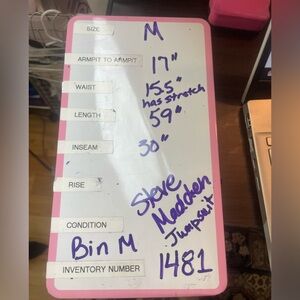 SIZE M
ARMPIT TO ARMPIT 17"
WAIST 15.5" has stretch
LENGTH 59"
INSEAM 30"
RISE
Steve
Madden
Jumpsuit
CONDITION
Bin M
INVENTORY NUMBER 1481